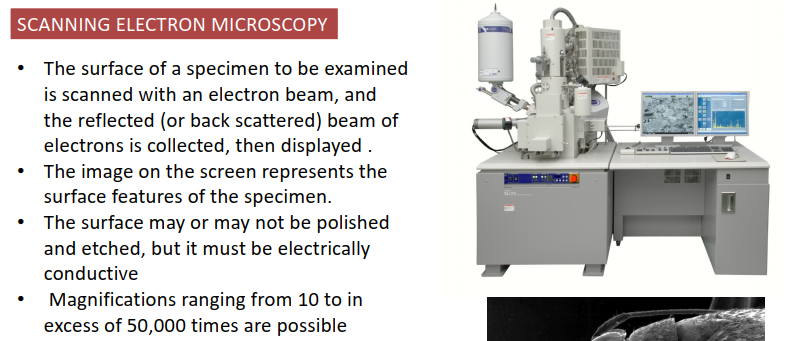 SCANNING ELECTRON MICROSCOPY
• The surface of a specimen to be examined
is scanned with an electron beam, and
the reflected (or back scattered) beam of
electrons is collected, then displayed .
• The image on the screen represents the
surface features of the specimen.
• The surface may or may not be polished
and etched, but it must be electrically
conductive
• Magnifications ranging from 10 to in
excess of 50,000 times are possible